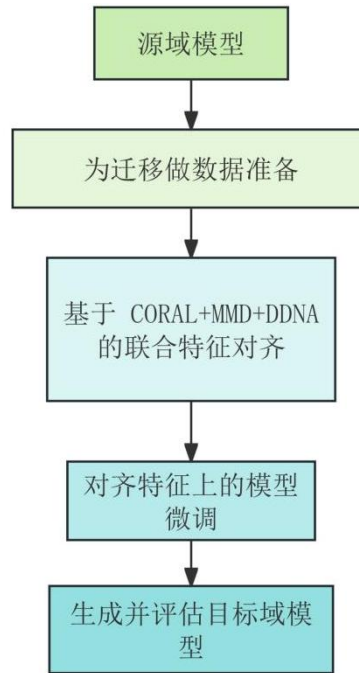 源域模型
为迁移做数据准备
基于 CORAL+MMD+DDNA
的联合特征对齐
对齐特征上的模型
微调
生成并评估目标域模
型